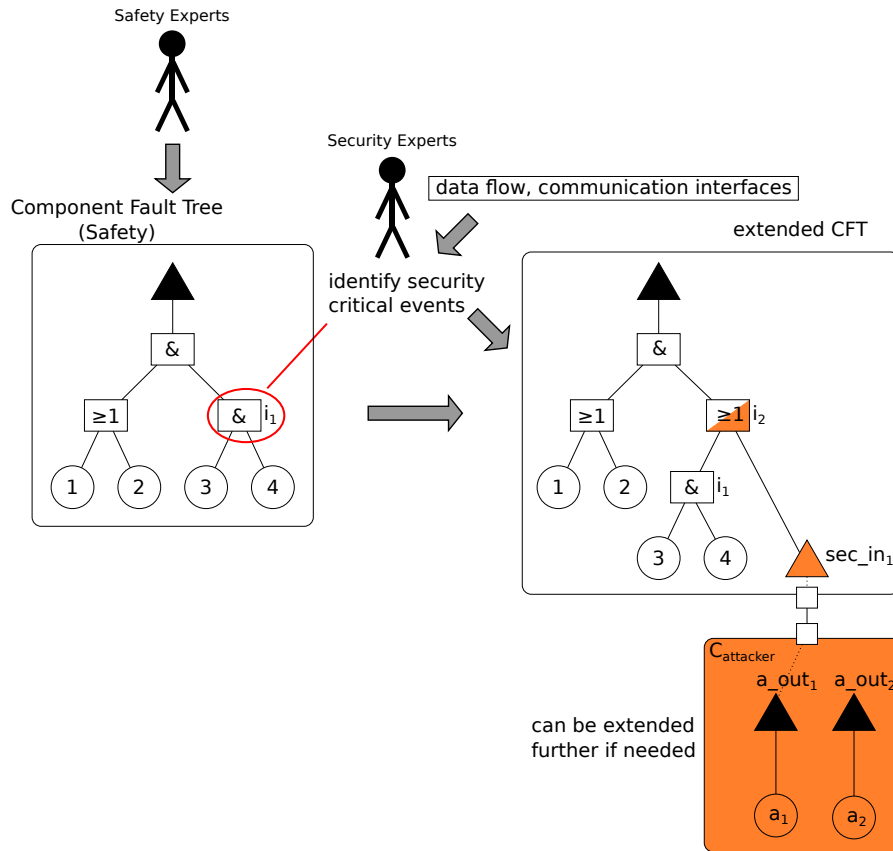 Safety Experts
Security Experts
data flow, communication interfaces
Component Fault Tree
(Safety)
extended CFT
identify security
critical events
&
≥1
&
i₁
1
2
3
4
&
≥1
≥1
i₂
1
2
&
i₁
3
4
sec_in₁
C_attacker
a_out₁
a_out₂
can be extended
further if needed
a₁
a₂